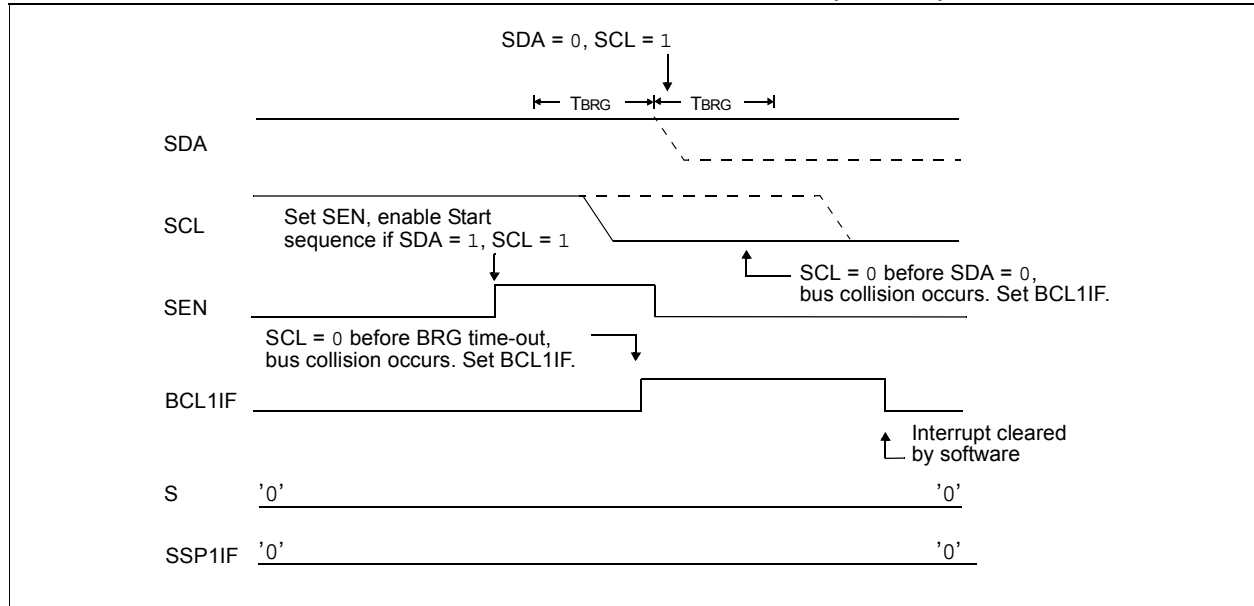 SDA = 0, SCL = 1
TBRG TBRG
SDA
SCL
Set SEN, enable Start
sequence if SDA = 1, SCL = 1
SCL = 0 before SDA = 0,
bus collision occurs. Set BCL1IF.
SEN
SCL = 0 before BRG time-out,
bus collision occurs. Set BCL1IF.
BCL1IF
Interrupt cleared
by software
S '0' '0'
SSP1IF '0' '0'